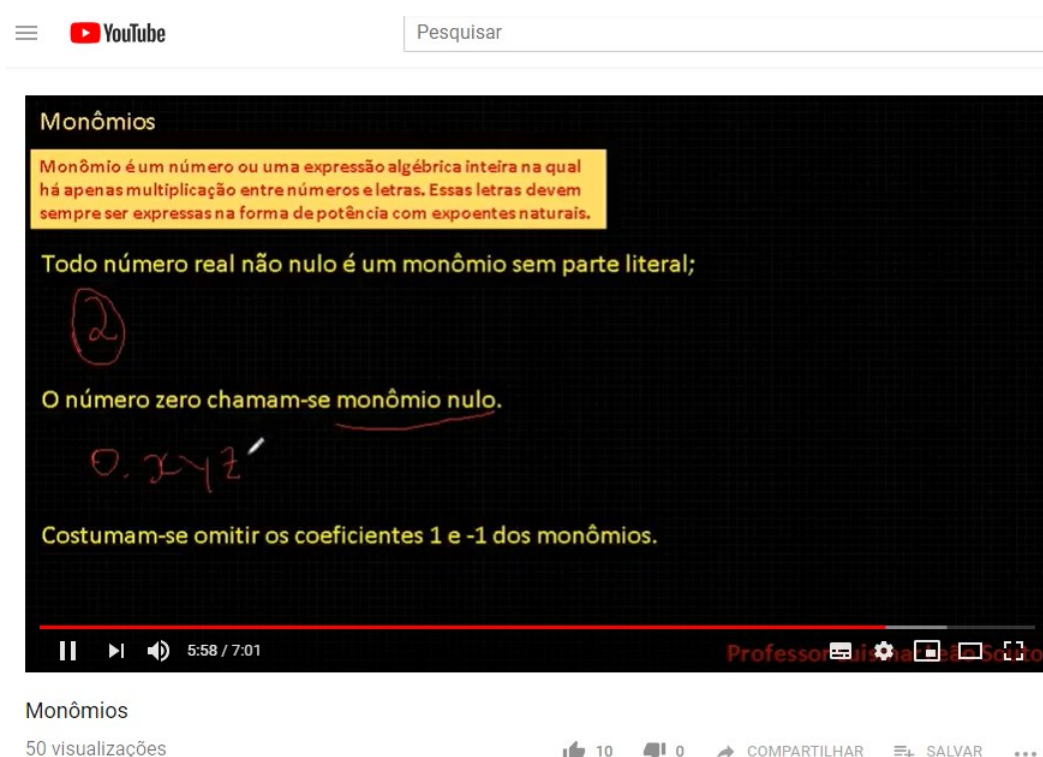 YouTube
Pesquisar
Monômios
Monômio é um número ou uma expressão algébrica inteira na qual
há apenas multiplicação entre números e letras. Essas letras devem
sempre ser expressas na forma de potência com expoentes naturais.
Todo número real não nulo é um monômio sem parte literal;
2
O número zero chamam-se monômio nulo.
0. xyz
Costumam-se omitir os coeficientes 1 e -1 dos monômios.
5:58 / 7:01
Professor
Monômios
50 visualizações
10
0
COMPARTILHAR
SALVAR